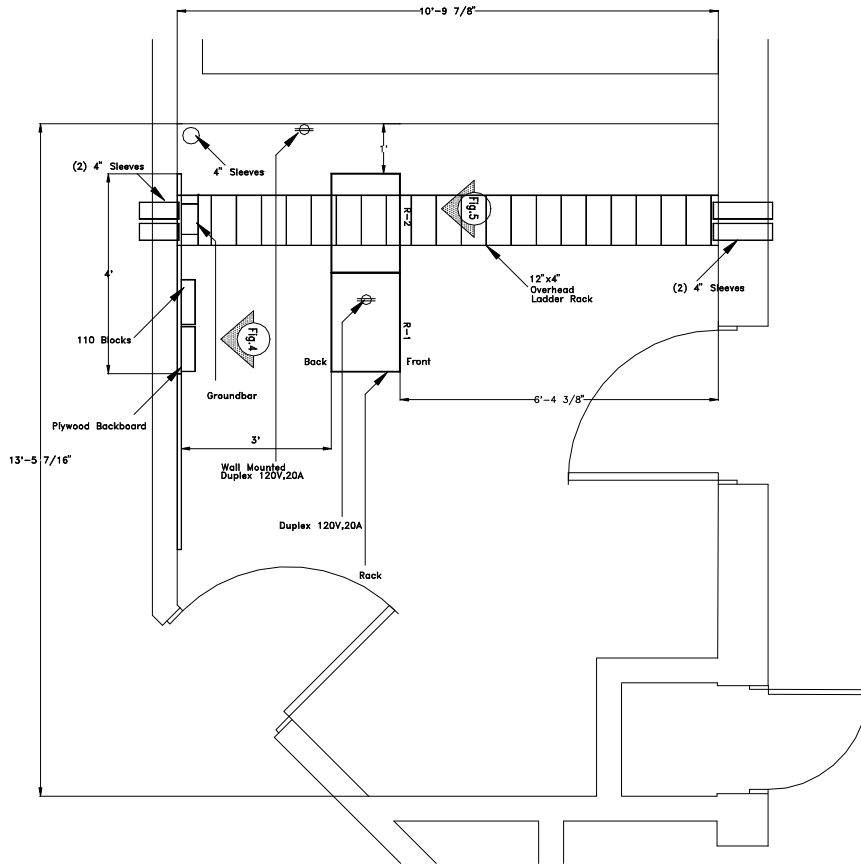 10'-9 7/8"
1'
(2) 4" Sleeves
4" Sleeves
Fig.5
R-2
4'
12"x4"
Overhead
Ladder Rack
(2) 4" Sleeves
110 Blocks
Fig.4
R-1
Back
Front
Groundbar
6'-4 3/8"
Plywood Backboard
3'
13'-5 7/16"
Wall Mounted
Duplex 120V,20A
Duplex 120V,20A
Rack